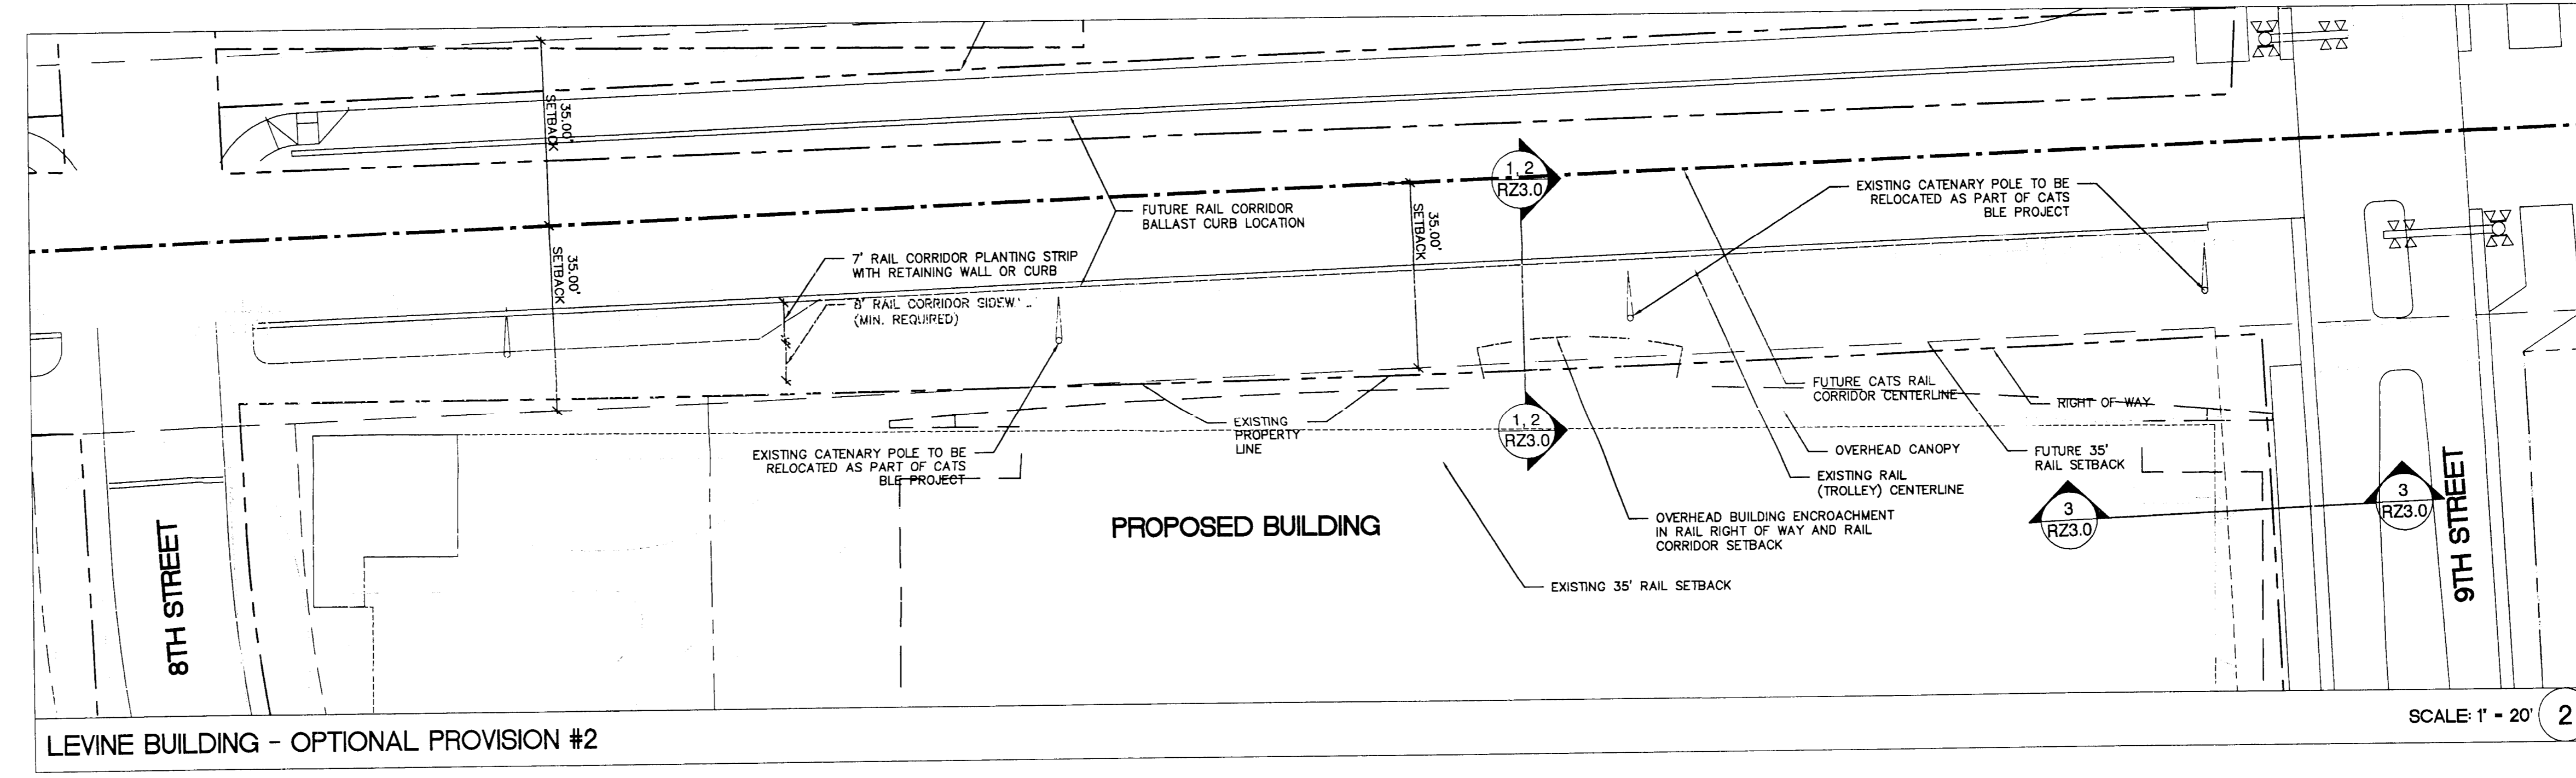 35.00'
SETBACK
35.00'
SETBACK
FUTURE RAIL CORRIDOR
BALLAST CURB LOCATION
7' RAIL CORRIDOR PLANTING STRIP
WITH RETAINING WALL OR CURB
8' RAIL CORRIDOR
(MIN. REQUIRED)
35.00'
SETBACK
1, 2
RZ3.0
EXISTING CATENARY POLE TO BE
RELOCATED AS PART OF CATS
BLE PROJECT
EXISTING CATENARY POLE TO BE
RELOCATED AS PART OF CATS
BLE PROJECT
EXISTING
PROPERTY
LINE
1, 2
RZ3.0
FUTURE CATS RAIL
CORRIDOR CENTERLINE
RIGHT OF WAY
OVERHEAD CANOPY
FUTURE 35'
RAIL SETBACK
EXISTING RAIL
(TROLLEY) CENTERLINE
OVERHEAD BUILDING ENCROACHMENT
IN RAIL RIGHT OF WAY AND RAIL
CORRIDOR SETBACK
EXISTING 35' RAIL SETBACK
3
RZ3.0
3
RZ3.0
PROPOSED BUILDING
8TH STREET
9TH STREET
LEVINE BUILDING - OPTIONAL PROVISION #2
SCALE: 1" - 20'
2